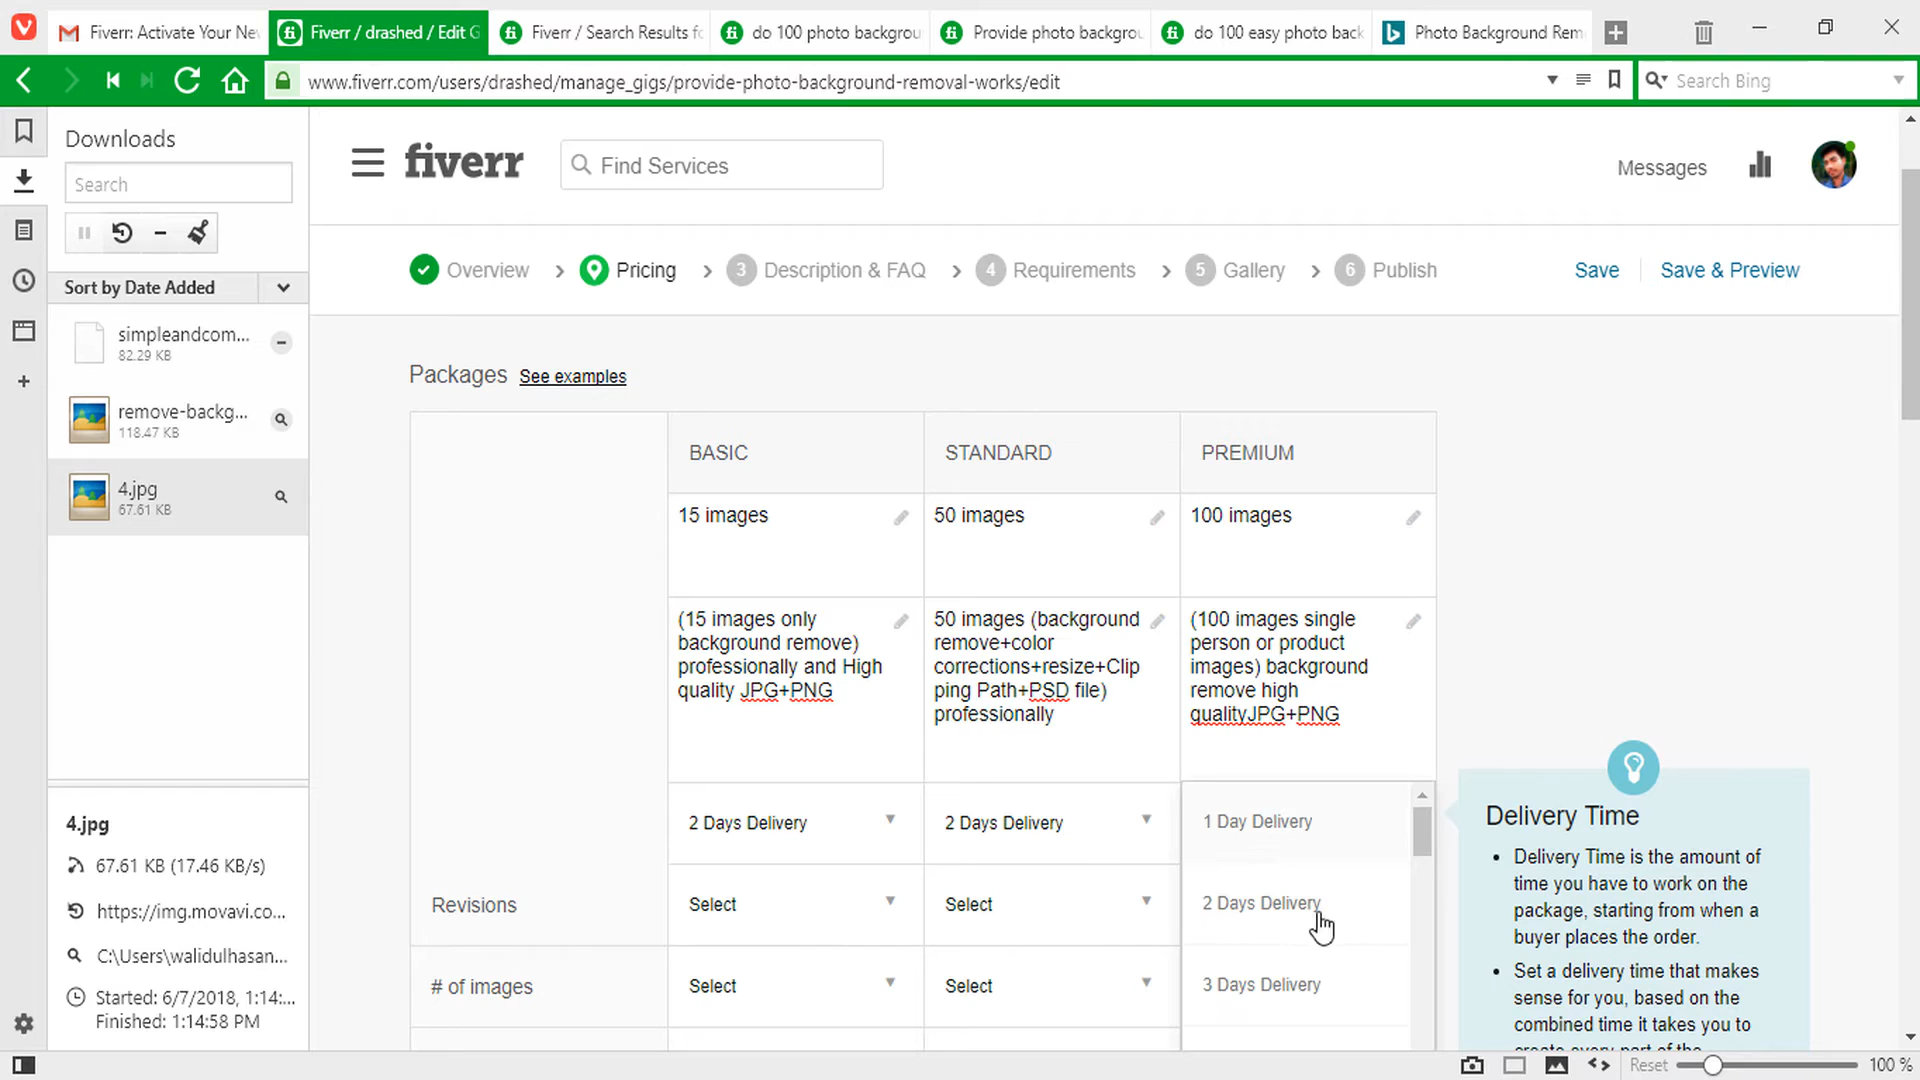 Fiverr: Activate Your Nev
Fiverr / drashed / Edit G
Fiverr / Search Results fo
do 100 photo backgrou
Provide photo backgrou
do 100 easy photo back
Photo Background Rem
www.fiverr.com/users/drashed/manage_gigs/provide-photo-background-removal-works/edit
Search Bing
Downloads
Search
Sort by Date Added
simpleandcom...
82.29 KB
remove-backg...
118.47 KB
4.jpg
67.61 KB
4.jpg
67.61 KB (17.46 KB/s)
https://img.movavi.co...
C:\Users\walidulhasan...
Started: 6/7/2018, 1:14:...
Finished: 1:14:58 PM
fiverr
Find Services
Messages
Overview
Pricing
3 Description & FAQ
4 Requirements
5 Gallery
6 Publish
Save
Save & Preview
Packages See examples
BASIC
STANDARD
PREMIUM
15 images
50 images
100 images
(15 images only
background remove)
professionally and High
quality JPG+PNG
50 images (background
remove+color
corrections+resize+Clip
ping Path+PSD file)
professionally
(100 images single
person or product
images) background
remove high
qualityJPG+PNG
2 Days Delivery
2 Days Delivery
1 Day Delivery
2 Days Delivery
3 Days Delivery
Revisions
Select
Select
# of images
Select
Select
Delivery Time
• Delivery Time is the amount of
time you have to work on the
package, starting from when a
buyer places the order.
• Set a delivery time that makes
sense for you, based on the
combined time it takes you to
create every part of the
Reset
100 %